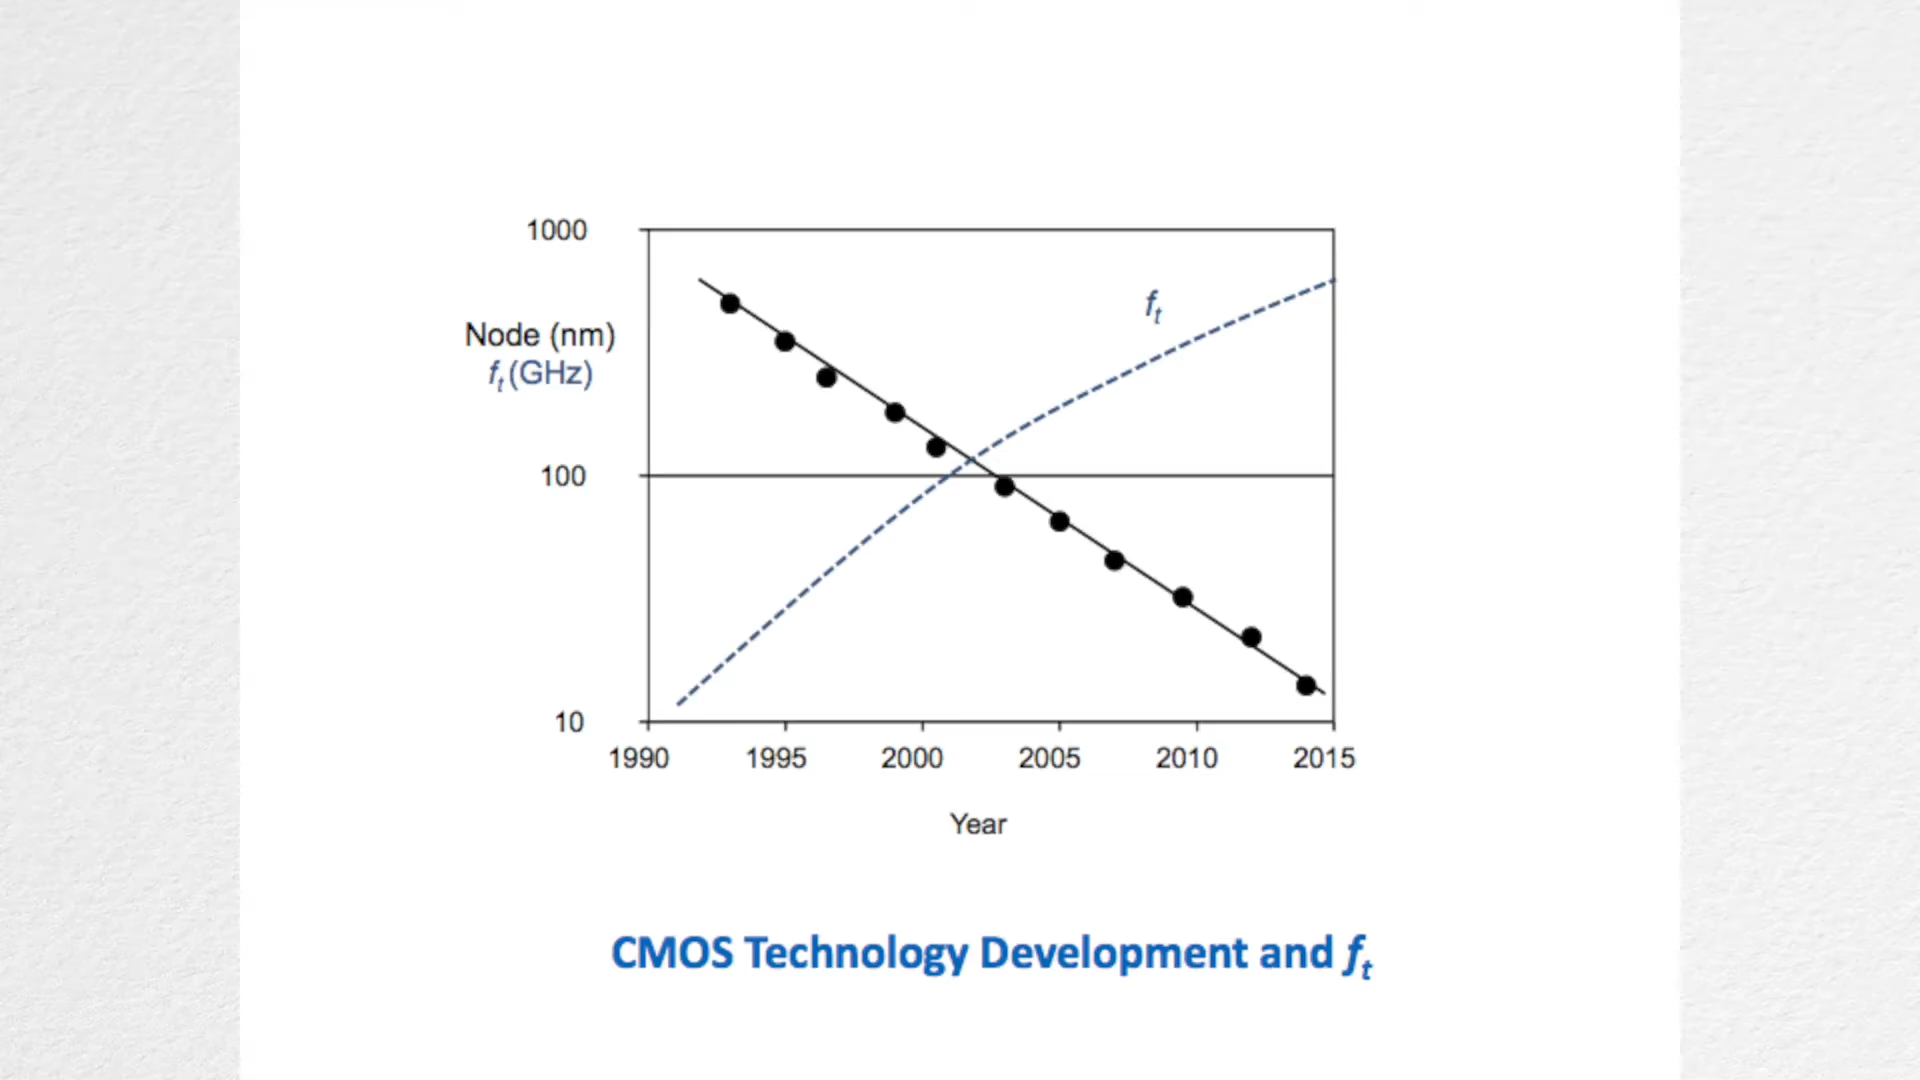 1000
Node (nm)
fₜ (GHz)
fₜ
100
10
1990 1995 2000 2005 2010 2015
Year
CMOS Technology Development and fₜ